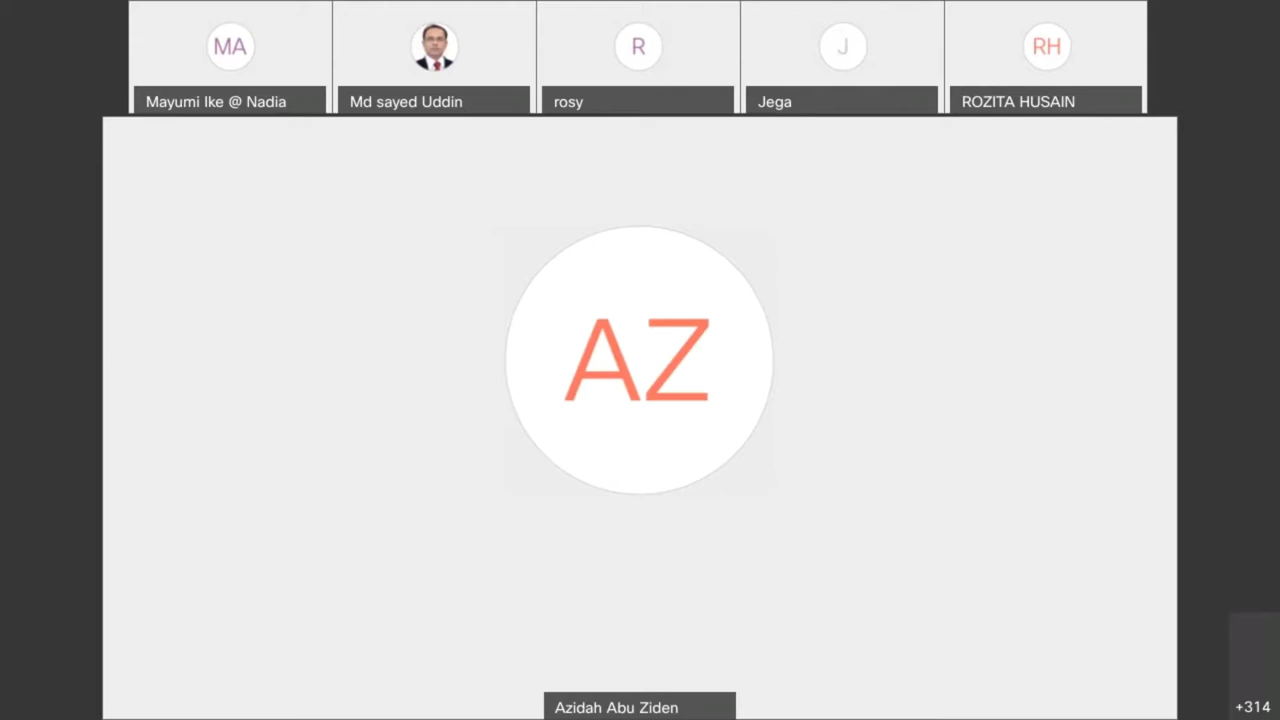 MA
R
J
RH
Mayumi Ike @ Nadia
Md sayed Uddin
rosy
Jega
ROZITA HUSAIN
AZ
Azidah Abu Ziden
+314